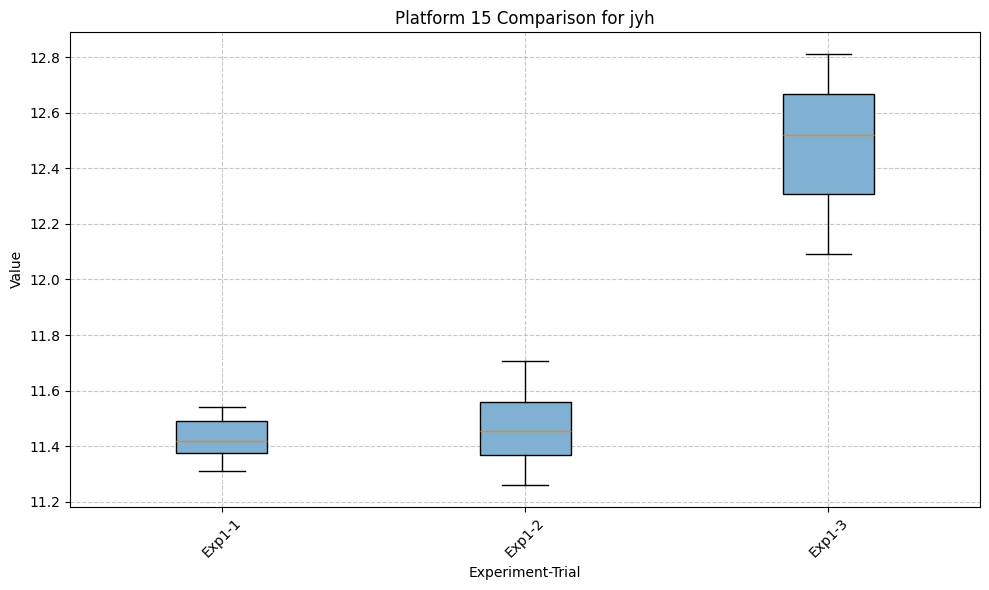 Platform 15 Comparison for jyh
Value
12.8
12.6
12.4
12.2
12.0
11.8
11.6
11.4
11.2
Exp1-1
Exp1-2
Exp1-3
Experiment-Trial